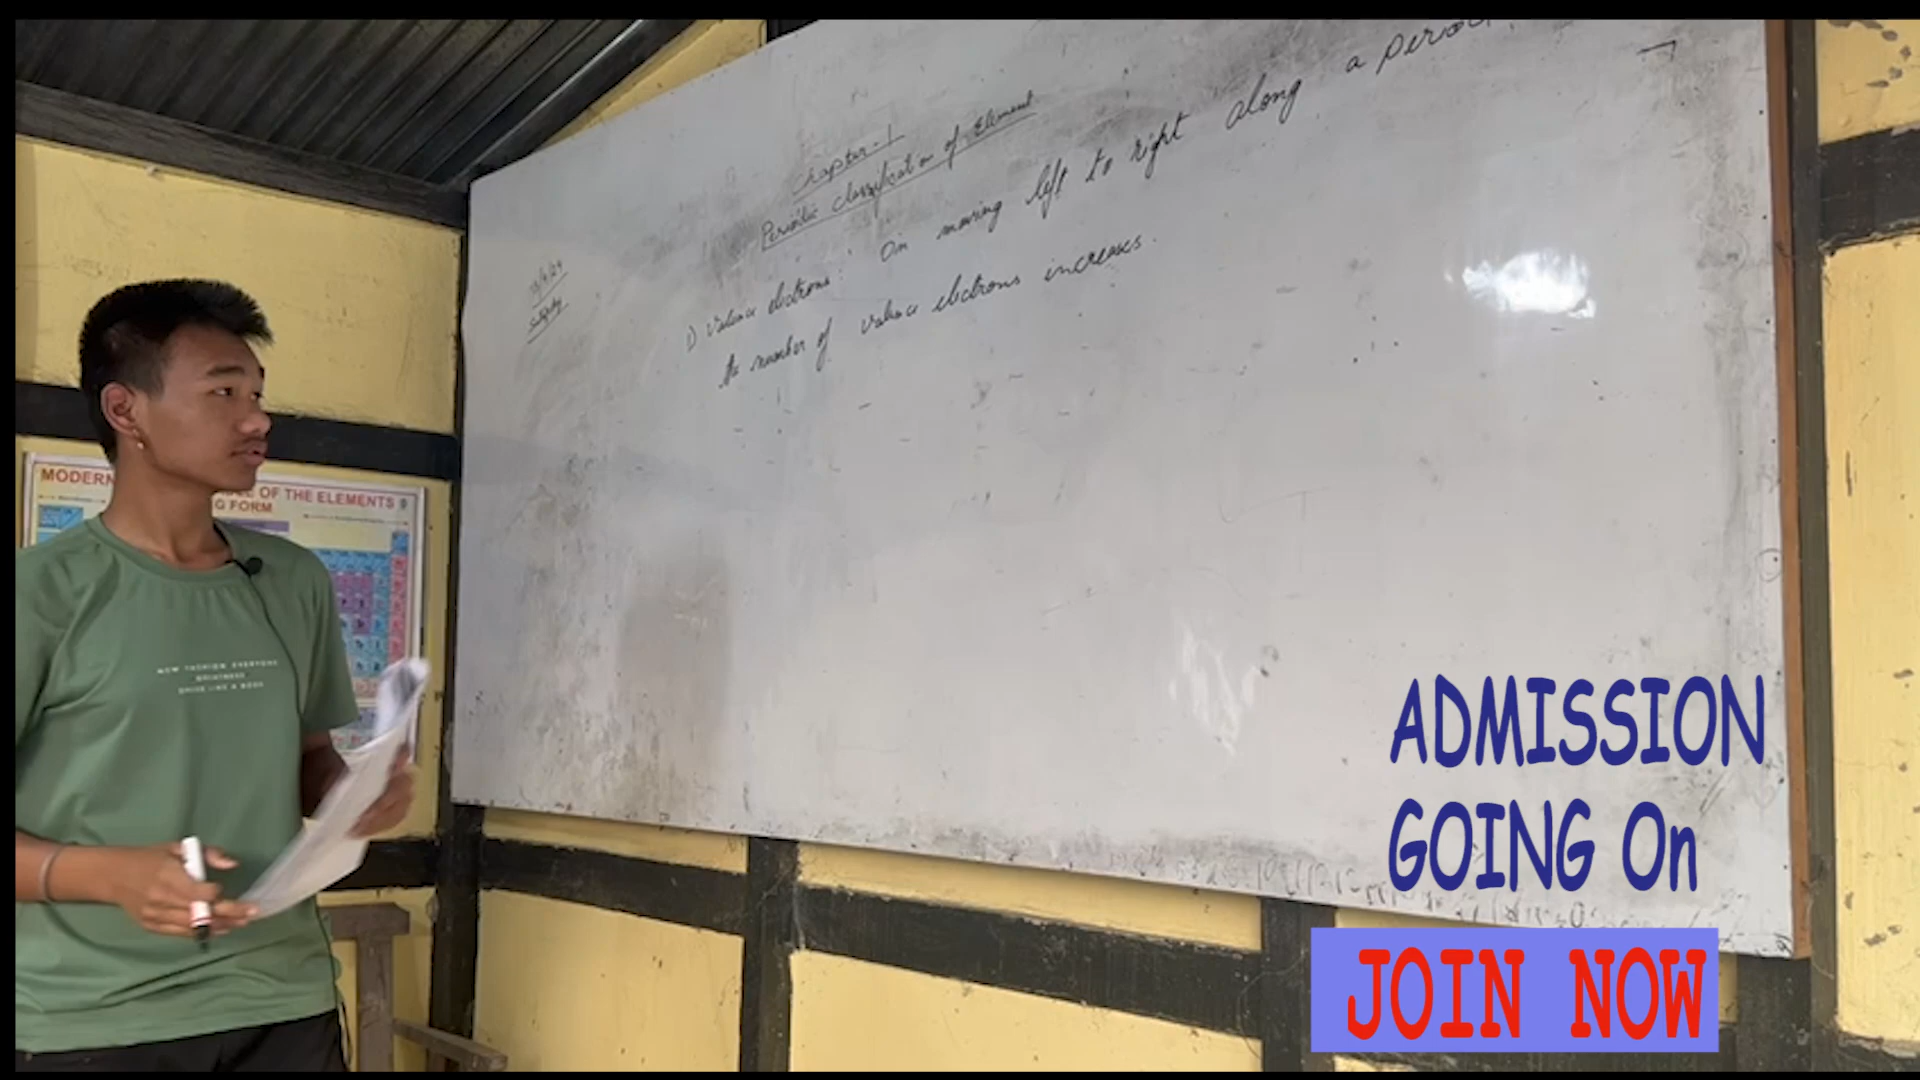 Chapter-1
Periodic classification of Element
1) Valence electrons: On moving left to right along a period,
the number of valence electrons increases.
MODERN
OF THE ELEMENTS
G FORM
ADMISSION
GOING On
JOIN NOW